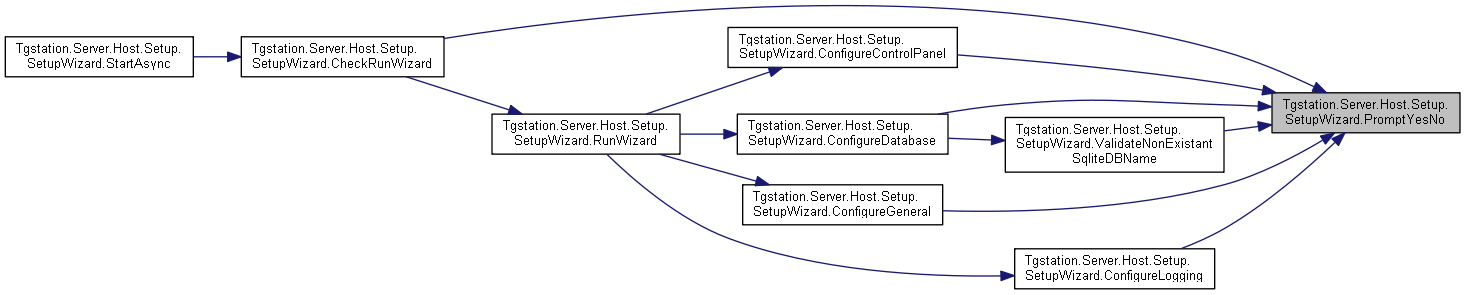 Tgstation.Server.Host.Setup.
SetupWizard.StartAsync
Tgstation.Server.Host.Setup.
SetupWizard.CheckRunWizard
Tgstation.Server.Host.Setup.
SetupWizard.RunWizard
Tgstation.Server.Host.Setup.
SetupWizard.ConfigureControlPanel
Tgstation.Server.Host.Setup.
SetupWizard.ConfigureDatabase
Tgstation.Server.Host.Setup.
SetupWizard.ConfigureGeneral
Tgstation.Server.Host.Setup.
SetupWizard.ValidateNonExistant
SqliteDBName
Tgstation.Server.Host.Setup.
SetupWizard.ConfigureLogging
Tgstation.Server.Host.Setup.
SetupWizard.PromptYesNo